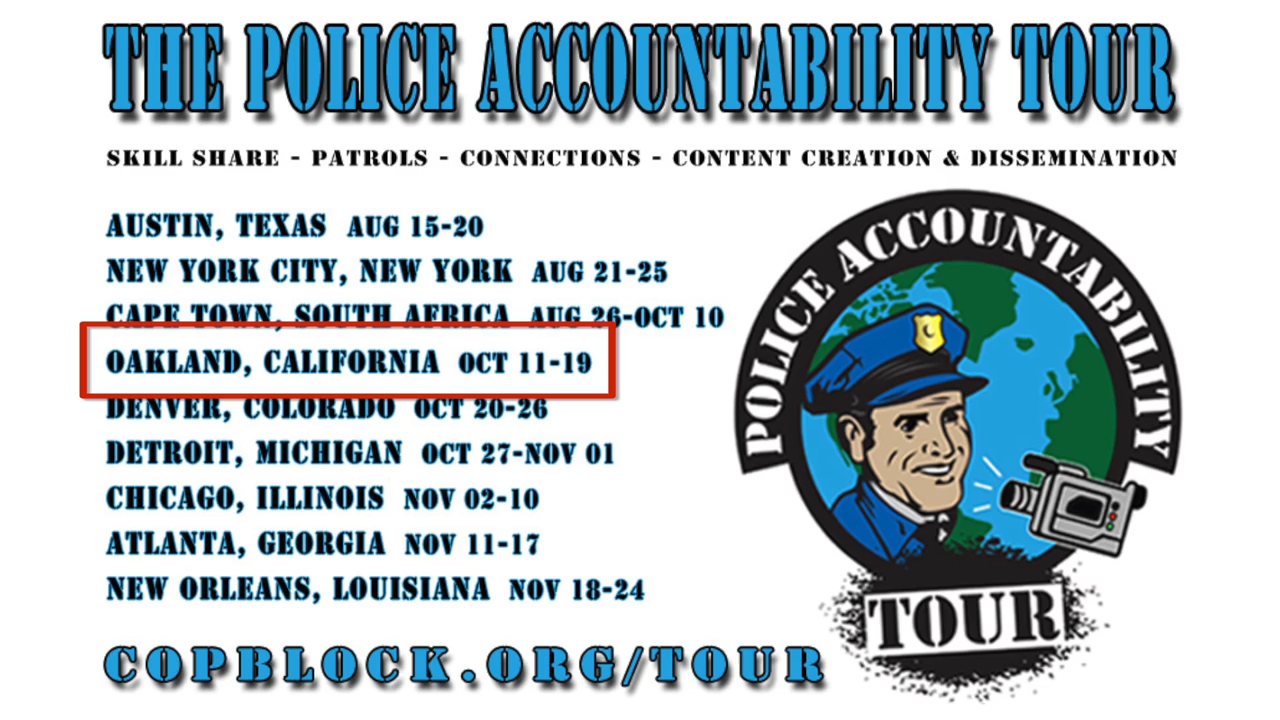 THE POLICE ACCOUNTABILITY TOUR
SKILL SHARE - PATROLS - CONNECTIONS - CONTENT CREATION & DISSEMINATION
AUSTIN, TEXAS AUG 15-20
NEW YORK CITY, NEW YORK AUG 21-25
CAPE TOWN, SOUTH AFRICA AUG 26-OCT 10
OAKLAND, CALIFORNIA OCT 11-19
DENVER, COLORADO OCT 20-26
DETROIT, MICHIGAN OCT 27-NOV 01
CHICAGO, ILLINOIS NOV 02-10
ATLANTA, GEORGIA NOV 11-17
NEW ORLEANS, LOUISIANA NOV 18-24
COPBLOCK.ORG/TOUR
POLICE ACCOUNTABILITY
TOUR